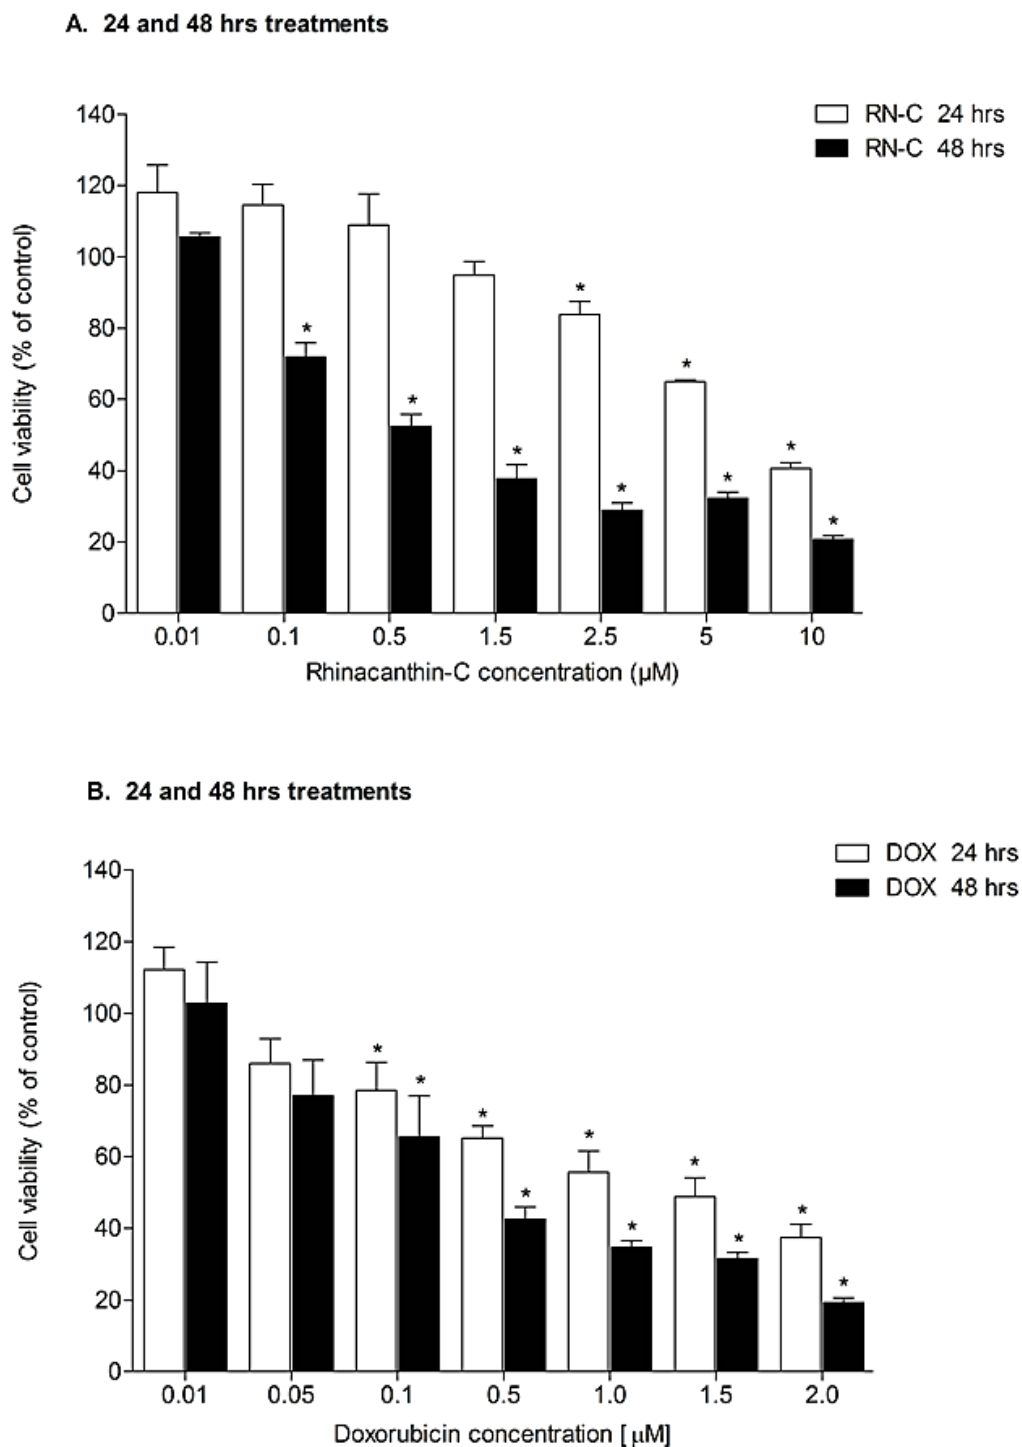 A. 24 and 48 hrs treatments
RN-C 24 hrs
RN-C 48 hrs
Cell viability (% of control)
140
120
100
80
60
40
20
0
* * * * * * * * *
0.01 0.1 0.5 1.5 2.5 5 10
Rhinacanthin-C concentration (µM)
B. 24 and 48 hrs treatments
DOX 24 hrs
DOX 48 hrs
Cell viability (% of control)
140
120
100
80
60
40
20
0
* * * * * * * * * *
0.01 0.05 0.1 0.5 1.0 1.5 2.0
Doxorubicin concentration [µM]